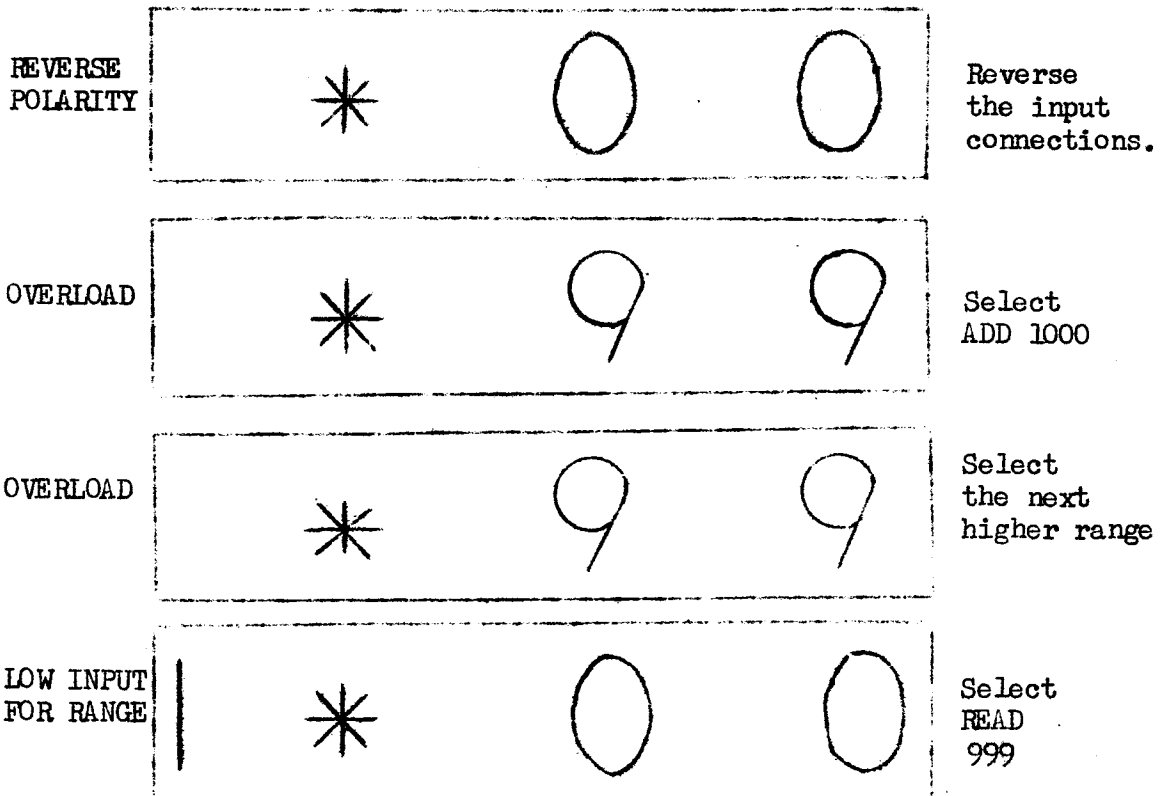 REVERSE
POLARITY
* 0 0
Reverse
the input
connections.
OVERLOAD
* 9 9
Select
ADD 1000
OVERLOAD
* 9 9
Select
the next
higher range
LOW INPUT
FOR RANGE
| * 0 0
Select
READ
999